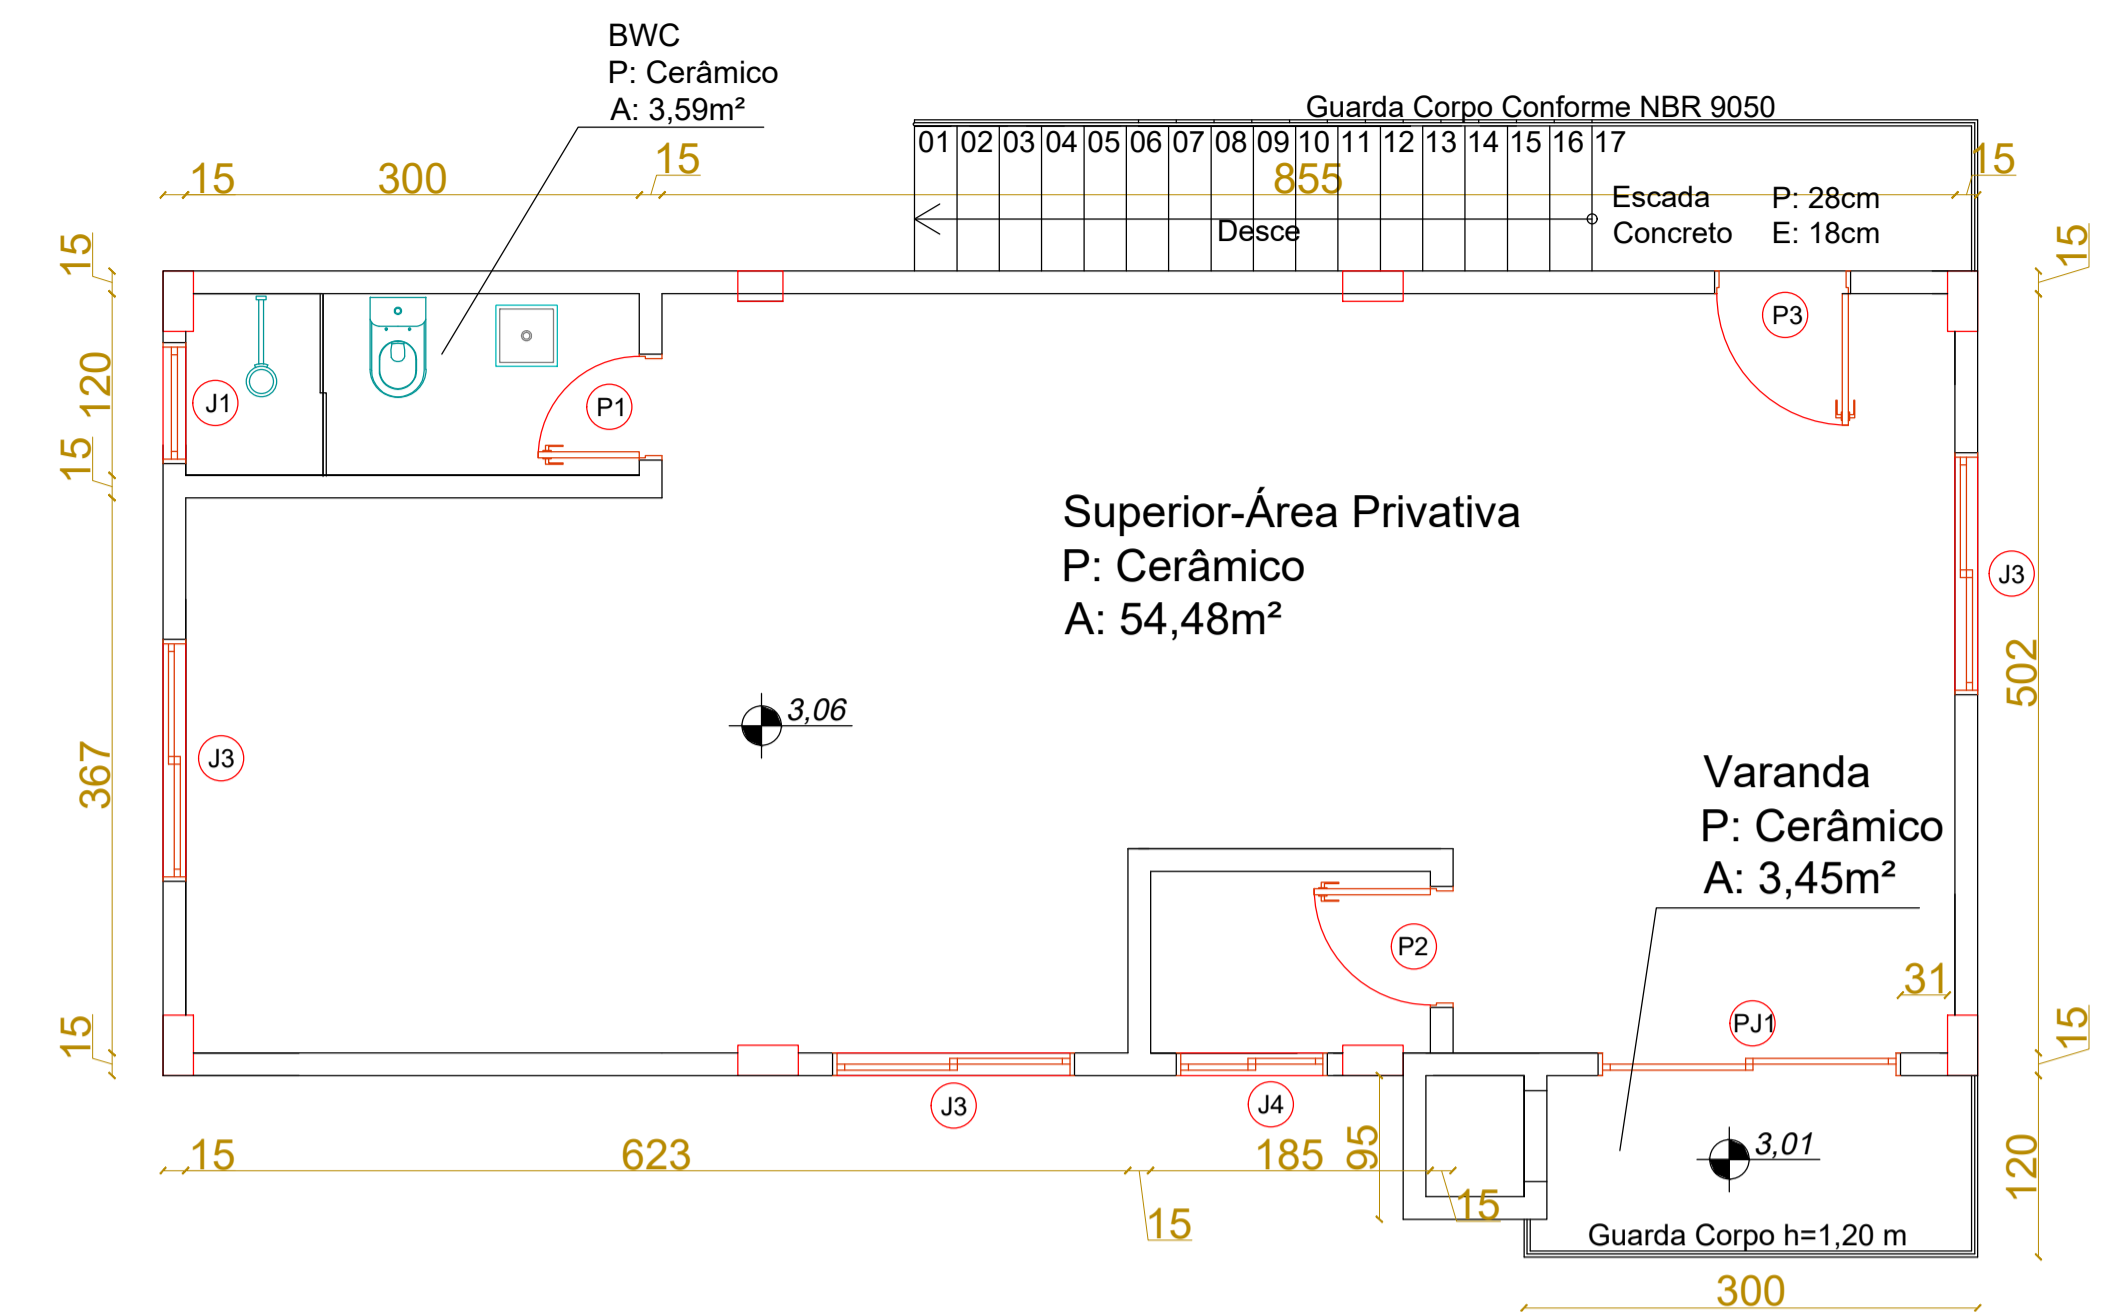 BWC
P: Cerâmico
A: 3,59m²
Guarda Corpo Conforme NBR 9050
01 02 03 04 05 06 07 08 09 10 11 12 13 14 15 16 17
15 300 15 855 15
Escada P: 28cm
Concreto E: 18cm
Desce
15
15
P3
120
J1
P1
15
Superior-Área Privativa
P: Cerâmico
A: 54,48m²
J3
502
3,06
J3
367
Varanda
P: Cerâmico
A: 3,45m²
P2
31
PJ1
15
15
J3
J4
15 623 185 95
3,01
120
15
15
Guarda Corpo h=1,20 m
300